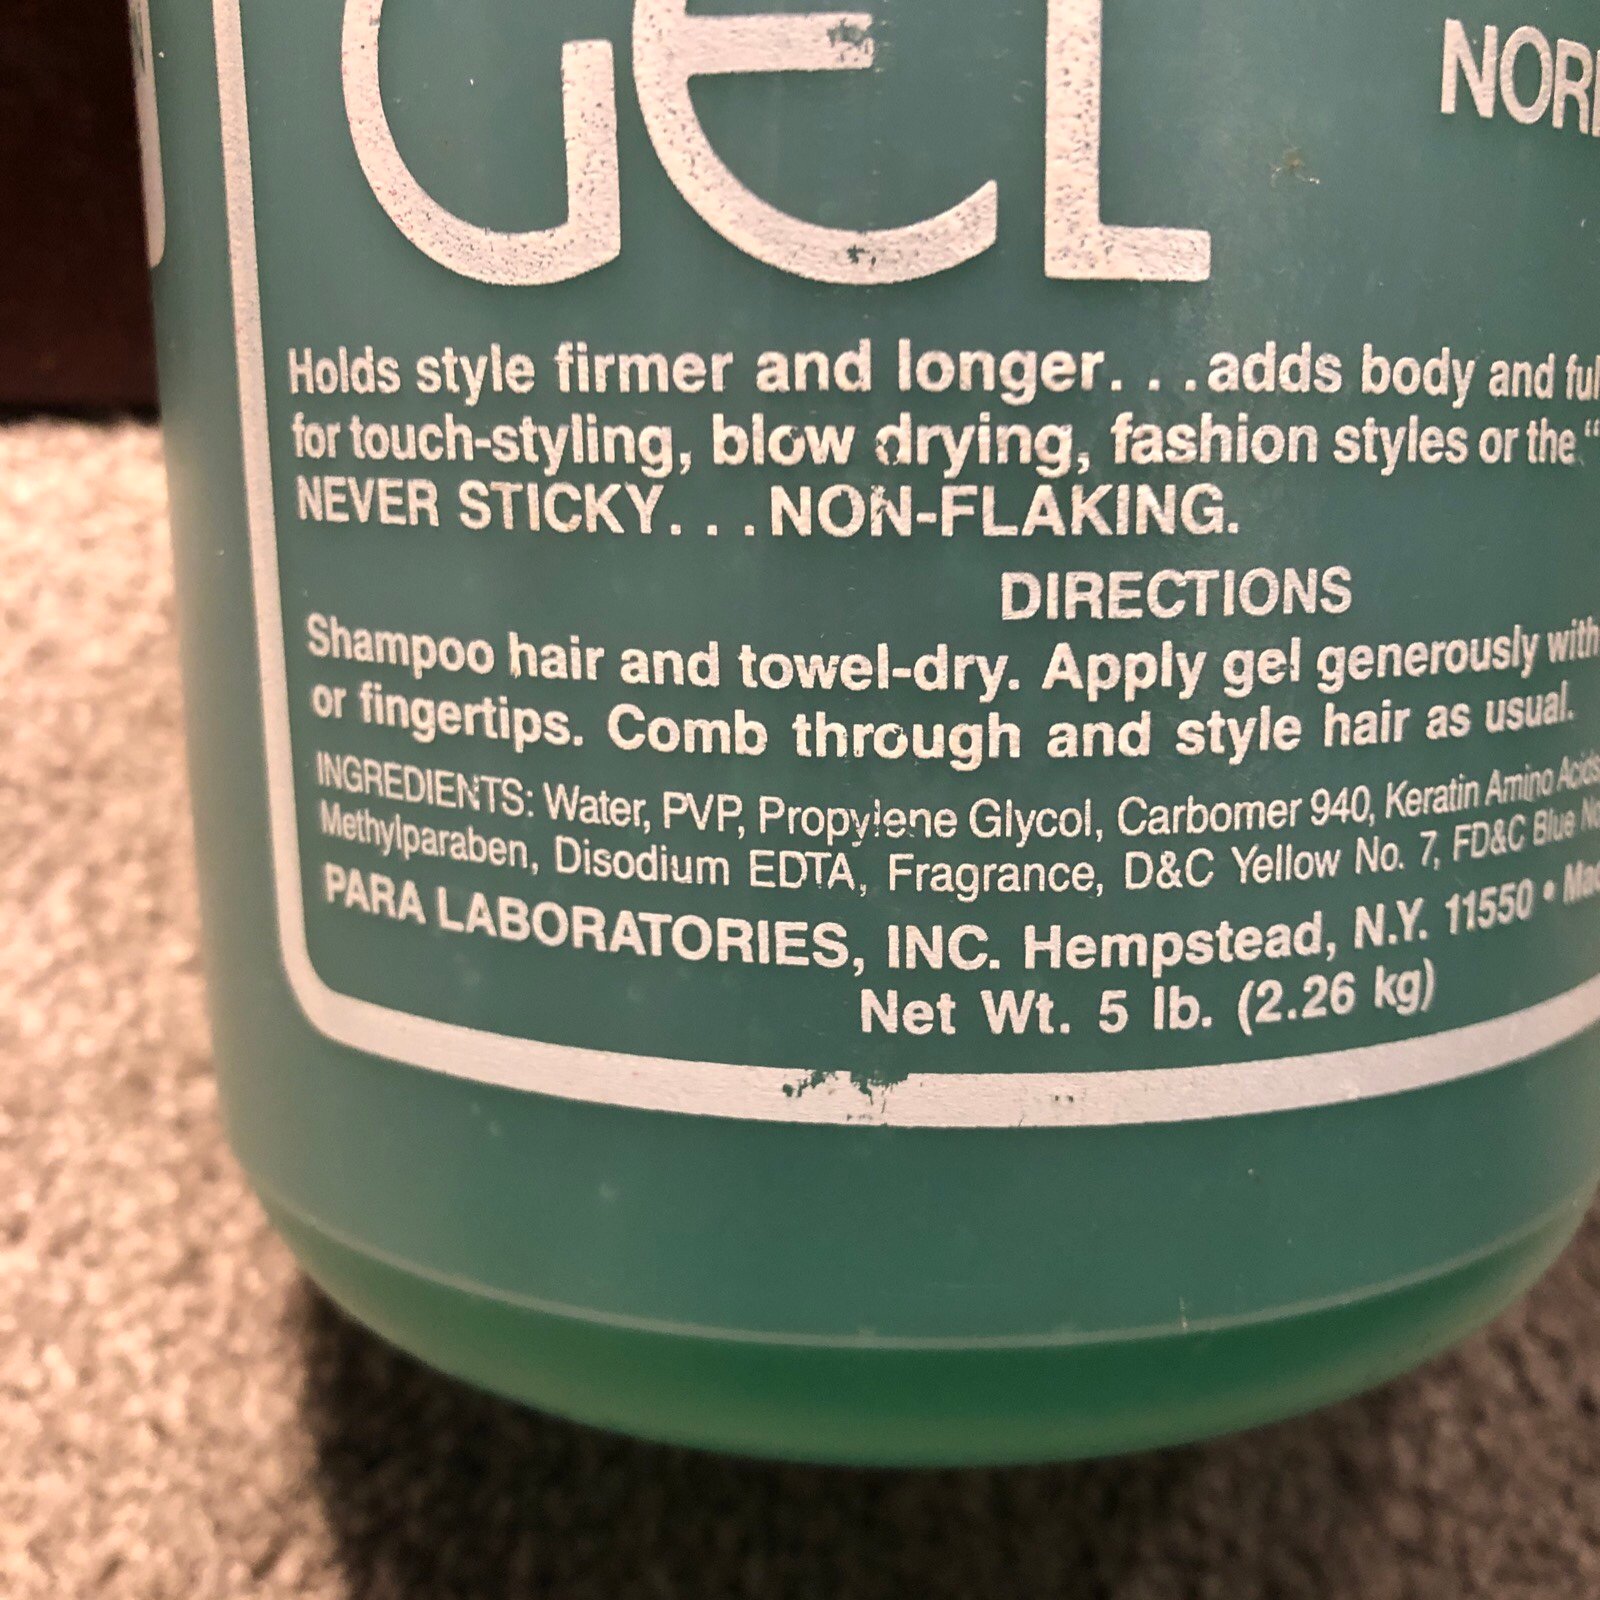 GEL
Holds style firmer and longer. . .adds body and
for touch-styling, blow drying, fashion styles or the "
NEVER STICKY. . .NON-FLAKING.
DIRECTIONS
Shampoo hair and towel-dry. Apply gel generously with
or fingertips. Comb through and style hair as usual.
INGREDIENTS: Water, PVP, Propylene Glycol, Carbomer 940, Keratin Amino Acids
Methylparaben, Disodium EDTA, Fragrance, D&C Yellow No. 7, FD&C Blue
PARA LABORATORIES, INC. Hempstead, N.Y. 11550 •
Net Wt. 5 lb. (2.26 kg)